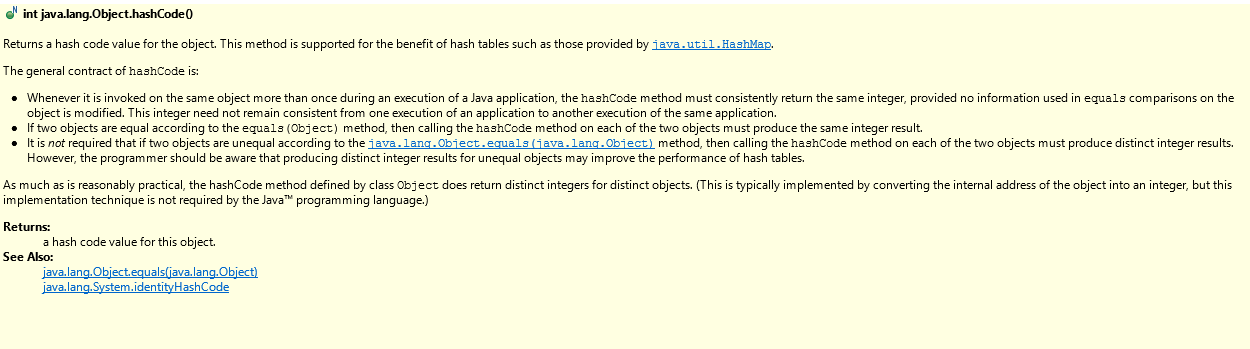 N
int java.lang.Object.hashCode()
Returns a hash code value for the object. This method is supported for the benefit of hash tables such as those provided by java.util.HashMap.
The general contract of hashCode is:
● Whenever it is invoked on the same object more than once during an execution of a Java application, the hashCode method must consistently return the same integer, provided no information used in equals comparisons on the
object is modified. This integer need not remain consistent from one execution of an application to another execution of the same application.
● If two objects are equal according to the equals(Object) method, then calling the hashCode method on each of the two objects must produce the same integer result.
● It is not required that if two objects are unequal according to the java.lang.Object.equals(java.lang.Object) method, then calling the hashCode method on each of the two objects must produce distinct integer results.
However, the programmer should be aware that producing distinct integer results for unequal objects may improve the performance of hash tables.
As much as is reasonably practical, the hashCode method defined by class Object does return distinct integers for distinct objects. (This is typically implemented by converting the internal address of the object into an integer, but this
implementation technique is not required by the Java™ programming language.)
Returns:
a hash code value for this object.
See Also:
java.lang.Object.equals(java.lang.Object)
java.lang.System.identityHashCode